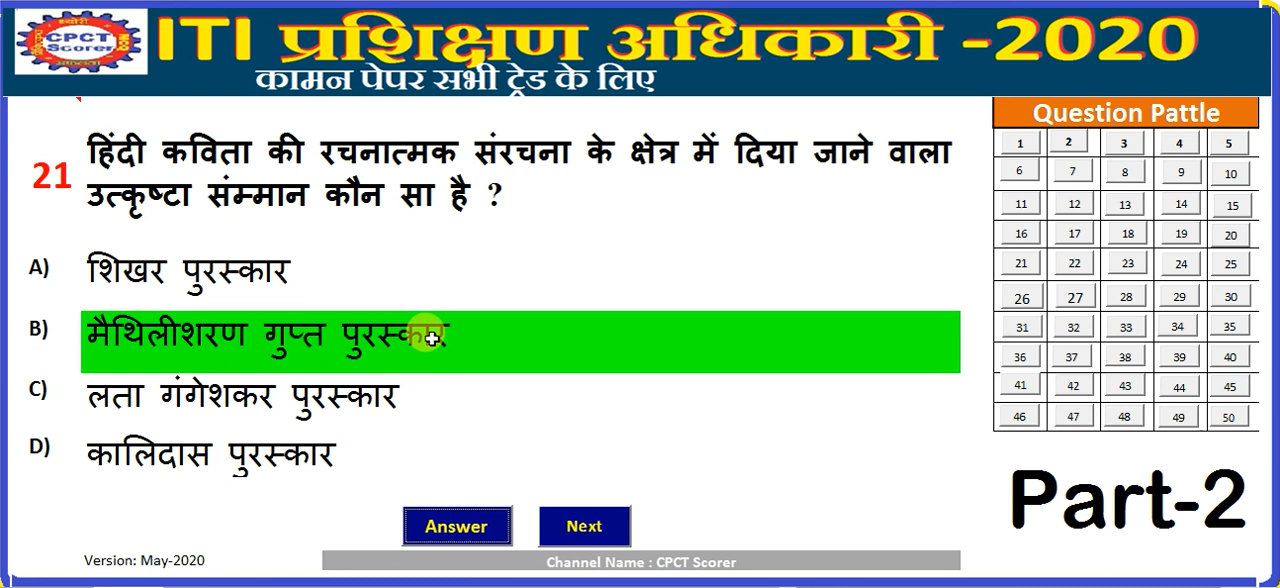 CPCT
Scorer
ITI प्रशिक्षण अधिकारी -2020
कामन पेपर सभी ट्रेड के लिए
21
हिंदी कविता की रचनात्मक संरचना के क्षेत्र में दिया जाने वाला
उत्कृष्टा संम्मान कौन सा है ?
A) शिखर पुरस्कार
B) मैथिलीशरण गुप्त पुरस्कार
C) लता गंगेशकर पुरस्कार
D) कालिदास पुरस्कार
Answer Next
Version: May-2020
Channel Name : CPCT Scorer
Question Pattle
1 2 3 4 5
6 7 8 9 10
11 12 13 14 15
16 17 18 19 20
21 22 23 24 25
26 27 28 29 30
31 32 33 34 35
36 37 38 39 40
41 42 43 44 45
46 47 48 49 50
Part-2